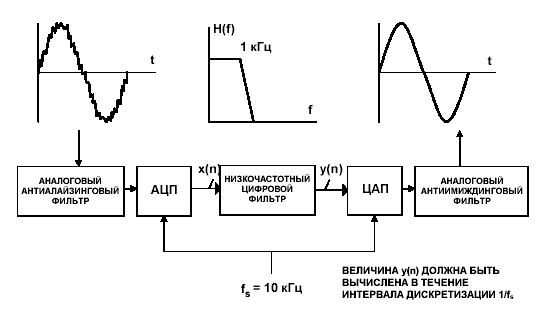 H(f)
t
1 кГц
t
f
x(n)
y(n)
АНАЛОГОВЫЙ
АНТИАЛАЙЗИНГОВЫЙ
ФИЛЬТР
АЦП
НИЗКОЧАСТОТНЫЙ
ЦИФРОВОЙ
ФИЛЬТР
ЦАП
АНАЛОГОВЫЙ
АНТИИМИДЖИНГОВЫЙ
ФИЛЬТР
fs = 10 кГц
ВЕЛИЧИНА y(n) ДОЛЖНА БЫТЬ
ВЫЧИСЛЕНА В ТЕЧЕНИЕ
ИНТЕРВАЛА ДИСКРЕТИЗАЦИИ 1/fs